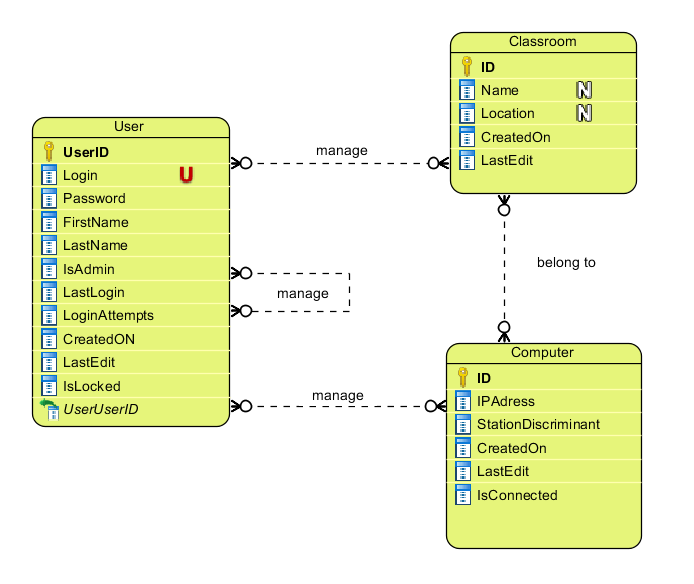 User
UserID
Login U
Password
FirstName
LastName
IsAdmin
LastLogin
LoginAttempts
CreatedON
LastEdit
IsLocked
UserUserID
manage
manage
manage
Classroom
ID
Name N
Location N
CreatedOn
LastEdit
belong to
Computer
ID
IPAdress
StationDiscriminant
CreatedOn
LastEdit
IsConnected